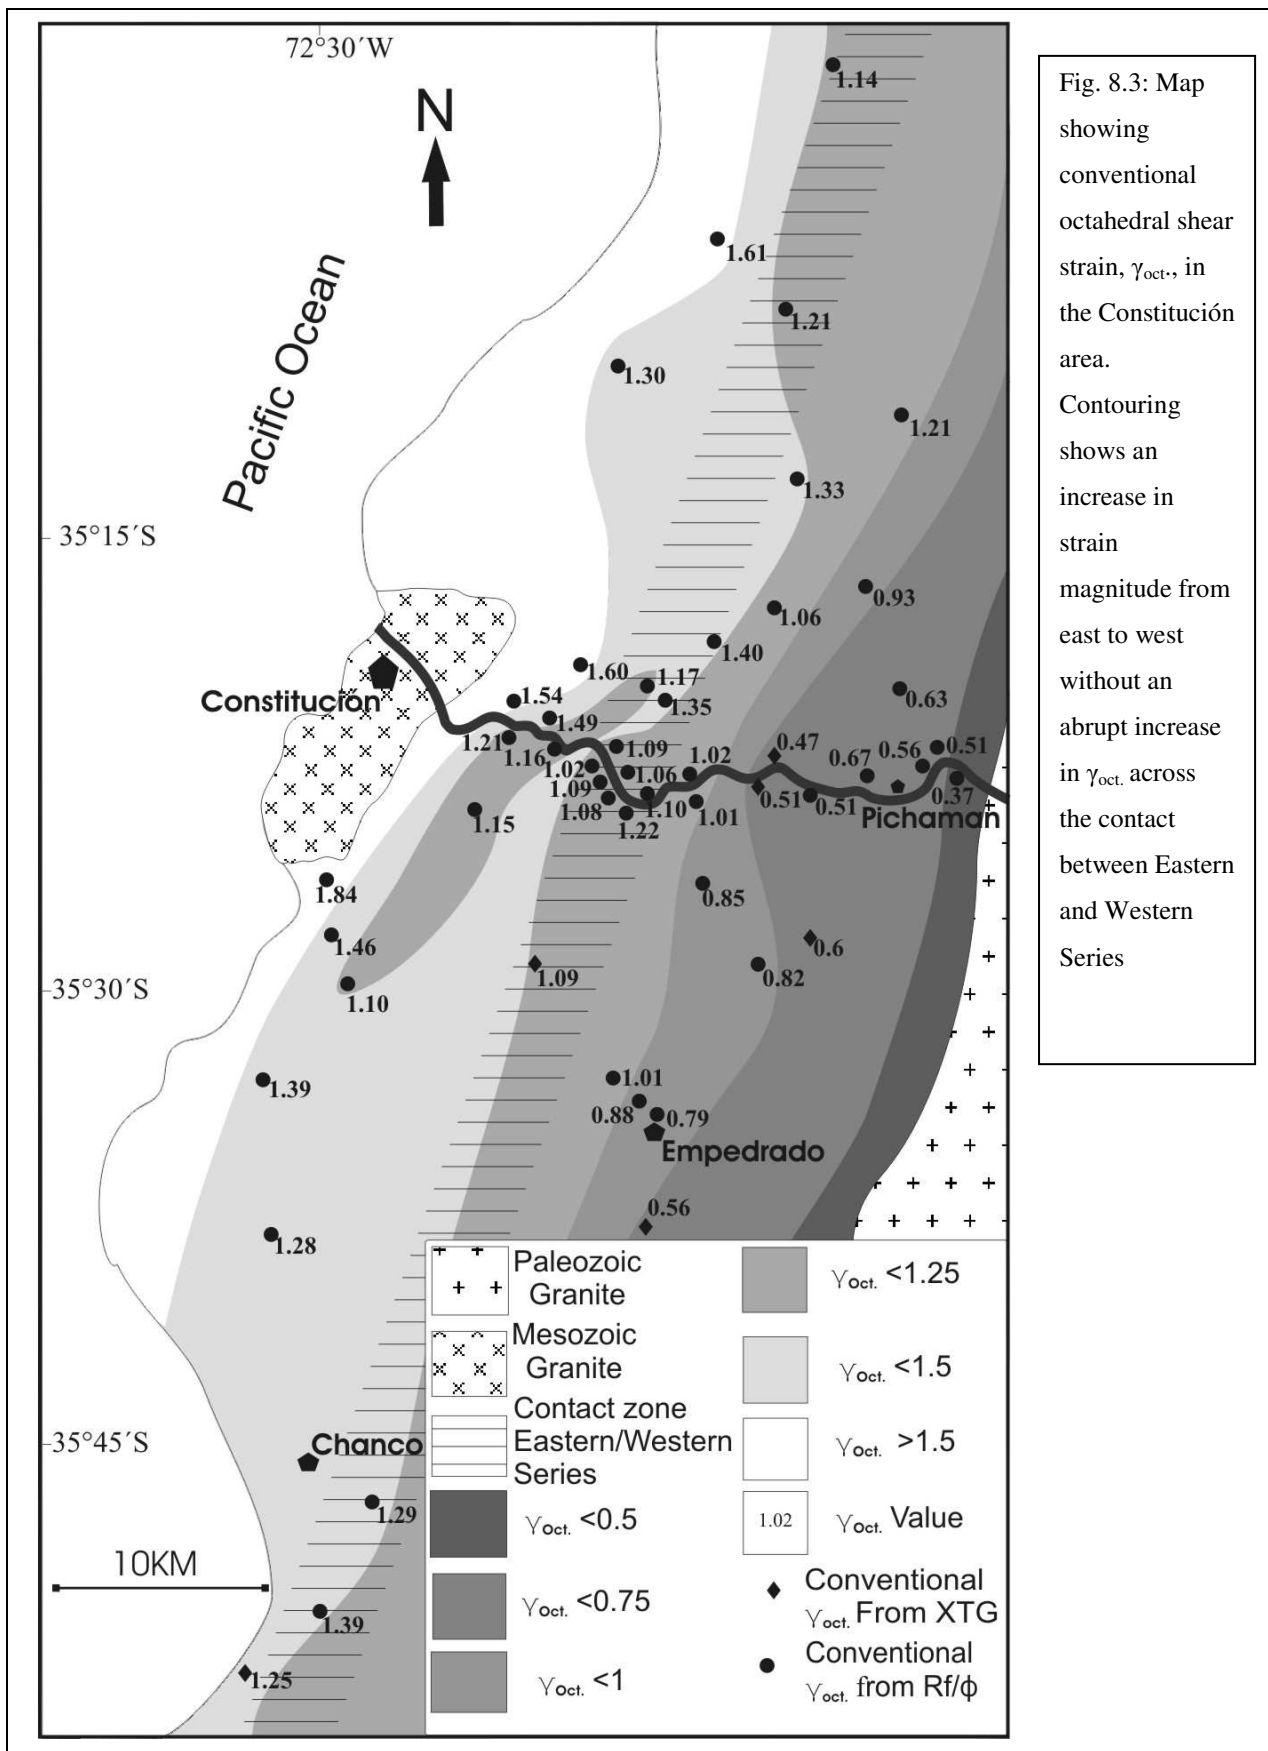 72°30´W
N
Pacific Ocean
35°15´S
35°30´S
35°45´S
1.14
1.61
1.21
1.30
1.21
1.33
0.93
1.06
1.40
1.60
1.17
0.63
Constitución
1.54
1.35
1.49
1.21
1.16
1.09
1.02
0.47
0.56
0.51
1.02
1.06
0.67
1.09
0.51
0.51
0.37
1.08
1.10
1.01
Pichaman
1.15
1.22
1.84
0.85
1.46
0.6
1.09
0.82
1.10
1.39
1.01
0.88
0.79
Empedrado
0.56
1.28
Chanco
1.29
10KM
1.39
1.25
Paleozoic
Granite
Mesozoic
Granite
Contact zone
Eastern/Western
Series
γOct. <0.5
γOct. <0.75
γOct. <1
γOct. <1.25
γOct. <1.5
γOct. >1.5
1.02
γOct. Value
Conventional
γOct. From XTG
Conventional
γOct. from Rf/ϕ
Fig. 8.3: Map
showing
conventional
octahedral shear
strain, γoct., in
the Constitución
area.
Contouring
shows an
increase in
strain
magnitude from
east to west
without an
abrupt increase
in γoct. across
the contact
between Eastern
and Western
Series